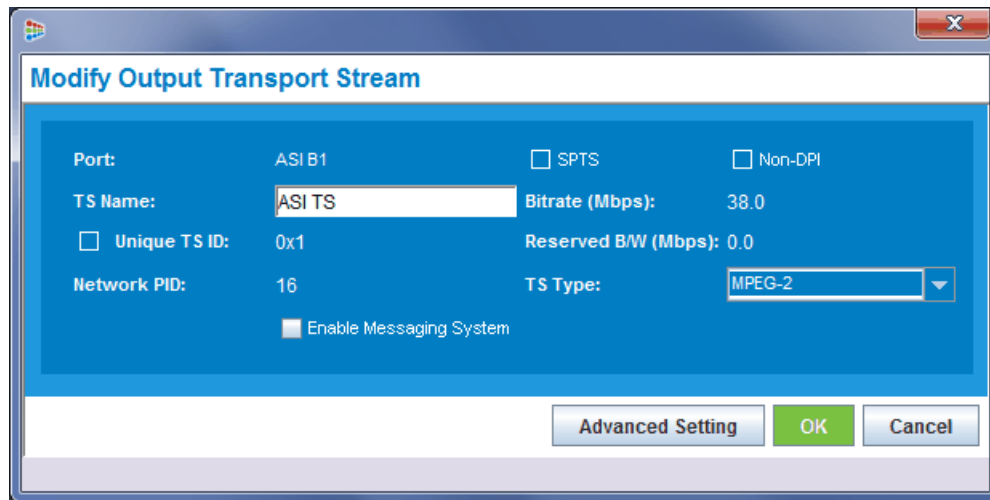 X
Modify Output Transport Stream
Port: ASI B1 SPTS Non-DPI
TS Name: ASI TS Bitrate (Mbps): 38.0
Unique TS ID: 0x1 Reserved B/W (Mbps): 0.0
Network PID: 16 TS Type: MPEG-2
Enable Messaging System
Advanced Setting OK Cancel